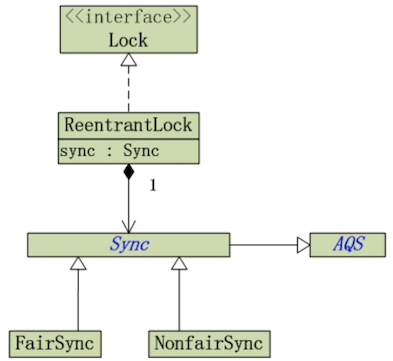 <<interface>>
Lock
ReentrantLock
sync : Sync
1
Sync
AQS
FairSync
NonfairSync